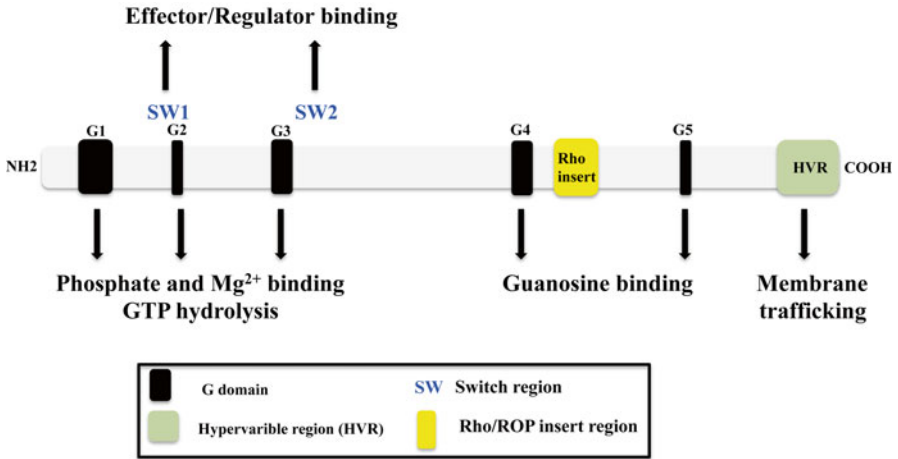 Effector/Regulator binding
SW1
SW2
G1
G2
G3
G4
G5
NH2
Rho
insert
HVR
COOH
Phosphate and Mg²⁺ binding
GTP hydrolysis
Guanosine binding
Membrane
trafficking
G domain
SW Switch region
Hypervarible region (HVR)
Rho/ROP insert region